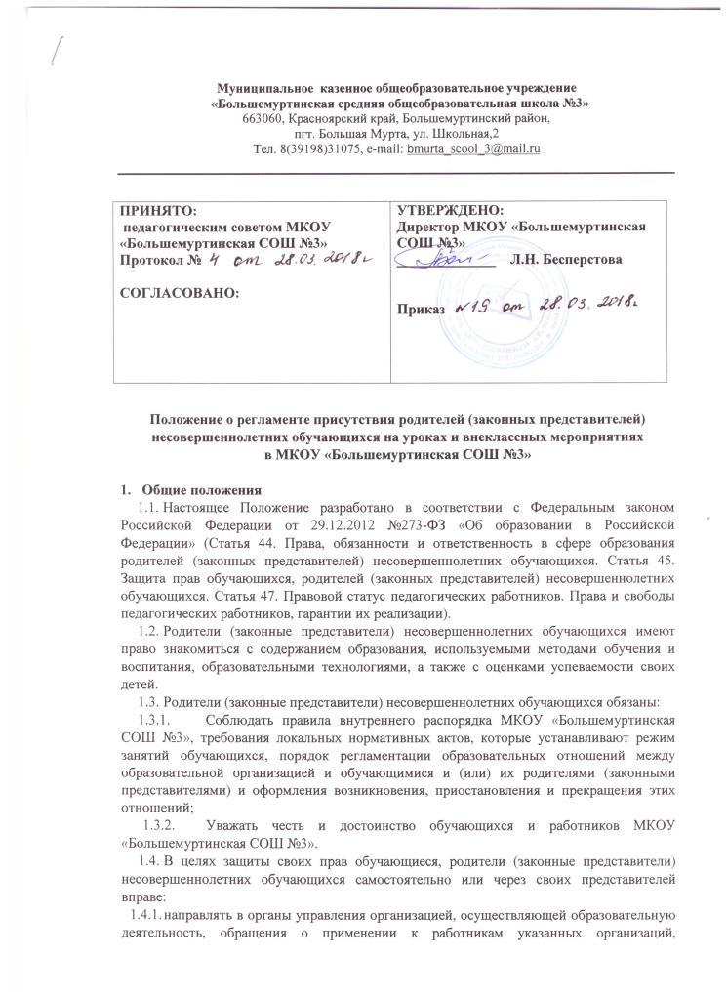 Муниципальное казенное общеобразовательное учреждение
«Большемуртинская средняя общеобразовательная школа №3»
663060, Красноярский край, Большемуртинский район,
пгт. Большая Мурта, ул. Школьная,2
Тел. 8(39198)31075, e-mail: bmurta_scool_3@mail.ru
ПРИНЯТО:
педагогическим советом МКОУ
«Большемуртинская СОШ №3»
Протокол № 4 от 28.03.2018г
СОГЛАСОВАНО:
УТВЕРЖДЕНО:
Директор МКОУ «Большемуртинская
СОШ №3»
Л.Н. Бесперстова
Приказ №19 от 28.03.2018г
Положение о регламенте присутствия родителей (законных представителей)
несовершеннолетних обучающихся на уроках и внеклассных мероприятиях
в МКОУ «Большемуртинская СОШ №3»
1. Общие положения
1.1. Настоящее Положение разработано в соответствии с Федеральным законом
Российской Федерации от 29.12.2012 №273-ФЗ «Об образовании в Российской
Федерации» (Статья 44. Права, обязанности и ответственность в сфере образования
родителей (законных представителей) несовершеннолетних обучающихся. Статья 45.
Защита прав обучающихся, родителей (законных представителей) несовершеннолетних
обучающихся. Статья 47. Правовой статус педагогических работников. Права и свободы
педагогических работников, гарантии их реализации).
1.2. Родители (законные представители) несовершеннолетних обучающихся имеют
право знакомиться с содержанием образования, используемыми методами обучения и
воспитания, образовательными технологиями, а также с оценками успеваемости своих
детей.
1.3. Родители (законные представители) несовершеннолетних обучающихся обязаны:
1.3.1. Соблюдать правила внутреннего распорядка МКОУ «Большемуртинская
СОШ №3», требования локальных нормативных актов, которые устанавливают режим
занятий обучающихся, порядок регламентации образовательных отношений между
образовательной организацией и обучающимися и (или) их родителями (законными
представителями) и оформления возникновения, приостановления и прекращения этих
отношений;
1.3.2. Уважать честь и достоинство обучающихся и работников МКОУ
«Большемуртинская СОШ №3».
1.4. В целях защиты своих прав обучающиеся, родители (законные представители)
несовершеннолетних обучающихся самостоятельно или через своих представителей
вправе:
1.4.1. направлять в органы управления организацией, осуществляющей образовательную
деятельность, обращения о применении к работникам указанных организаций,